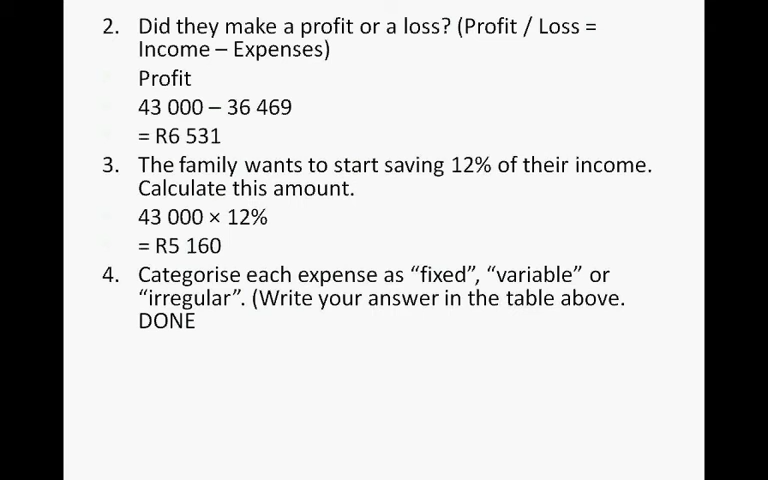 2. Did they make a profit or a loss? (Profit / Loss =
Income – Expenses)
Profit
43 000 – 36 469
= R6 531
3. The family wants to start saving 12% of their income.
Calculate this amount.
43 000 × 12%
= R5 160
4. Categorise each expense as “fixed”, “variable” or
“irregular”. (Write your answer in the table above.
DONE